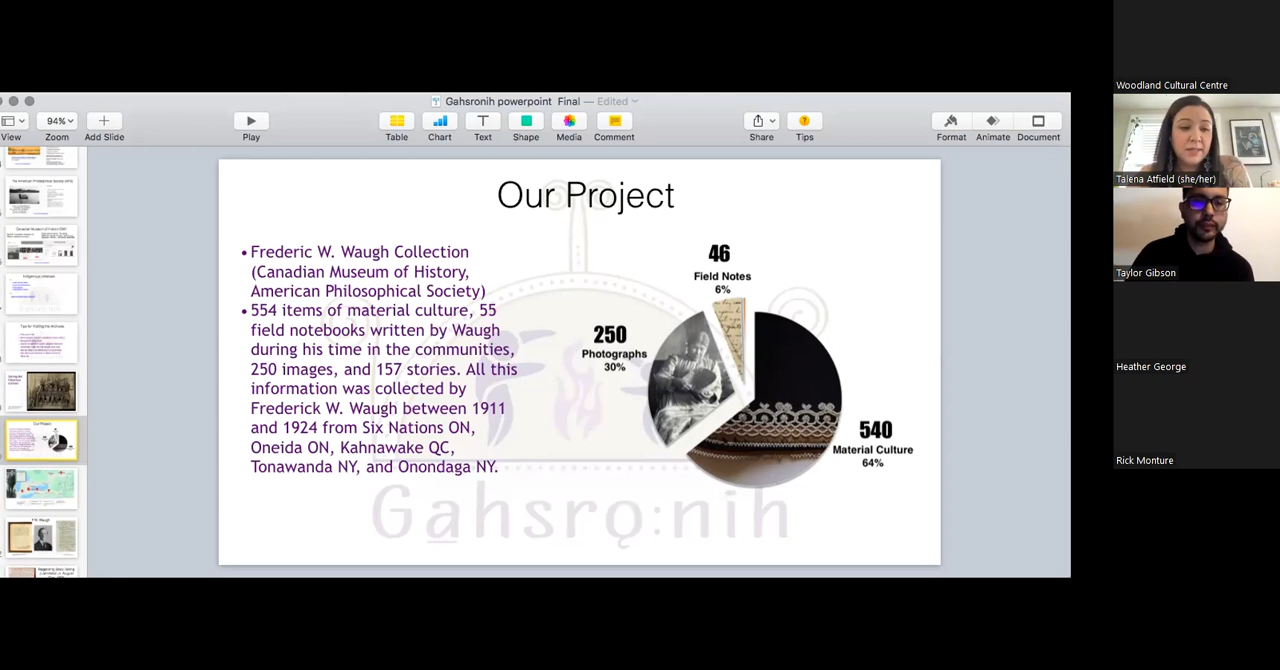 Gahsronih powerpoint Final — Edited
View
94%
Zoom
Add Slide
Play
Table
Chart
Text
Shape
Media
Comment
Share
Tips
Format
Animate
Document
Our Project
• Frederic W. Waugh Collection
(Canadian Museum of History,
American Philosophical Society)
• 554 items of material culture, 55
field notebooks written by Waugh
during his time in the communities,
250 images, and 157 stories. All this
information was collected by
Frederick W. Waugh between 1911
and 1924 from Six Nations ON,
Oneida ON, Kahnawake QC,
Tonawanda NY, and Onondaga NY.
46
Field Notes
6%
250
Photographs
30%
540
Material Culture
64%
Ga̲hsrǫ:nih
Our Project
Woodland Cultural Centre
Talena Atfield (she/her)
Taylor Gibson
Heather George
Rick Monture